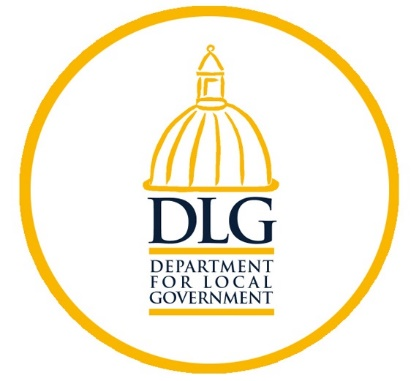 DLG
DEPARTMENT
FOR LOCAL
GOVERNMENT